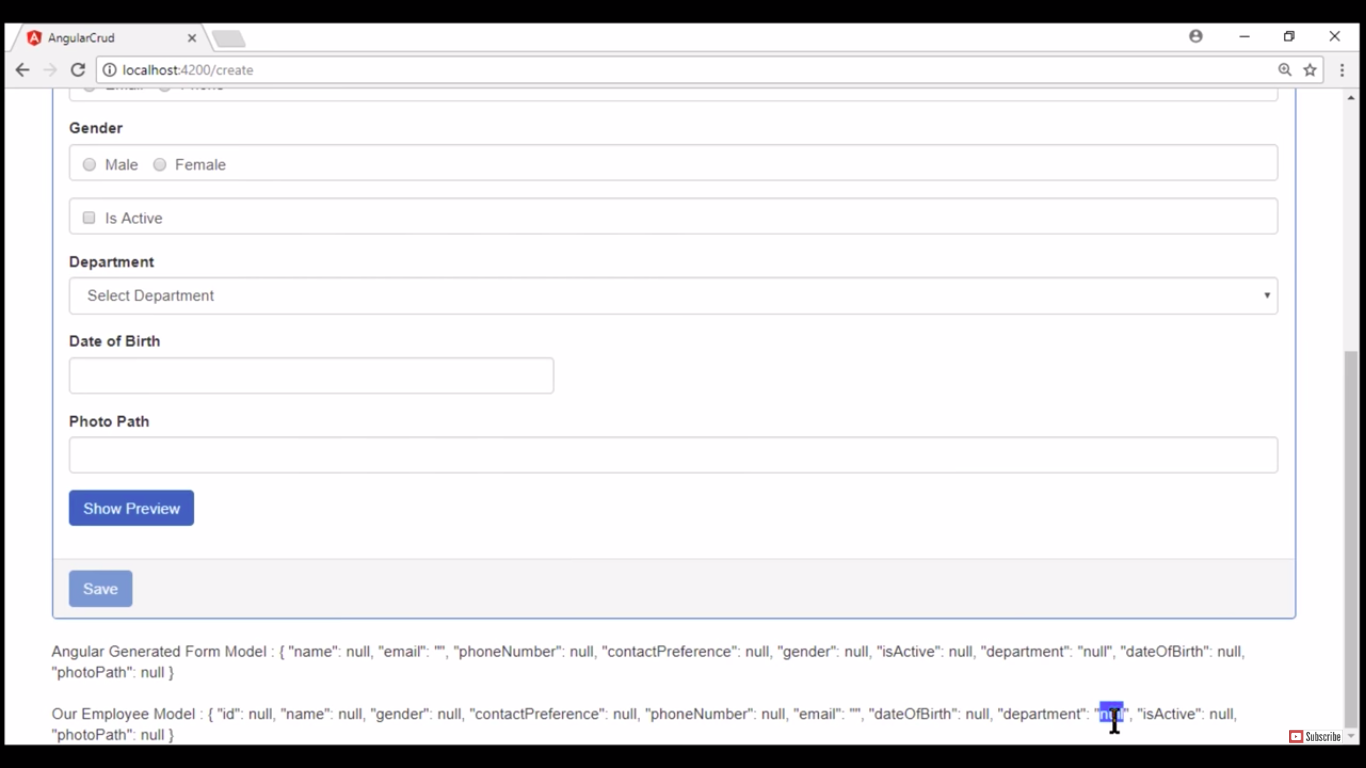 AngularCrud
localhost:4200/create
Email Phone
Gender
Male Female
Is Active
Department
Select Department
Date of Birth
Photo Path
Show Preview
Save
Angular Generated Form Model : { "name": null, "email": "", "phoneNumber": null, "contactPreference": null, "gender": null, "isActive": null, "department": "null", "dateOfBirth": null,
"photoPath": null }
Our Employee Model : { "id": null, "name": null, "gender": null, "contactPreference": null, "phoneNumber": null, "email": "", "dateOfBirth": null, "department": "null", "isActive": null,
"photoPath": null }
Subscribe